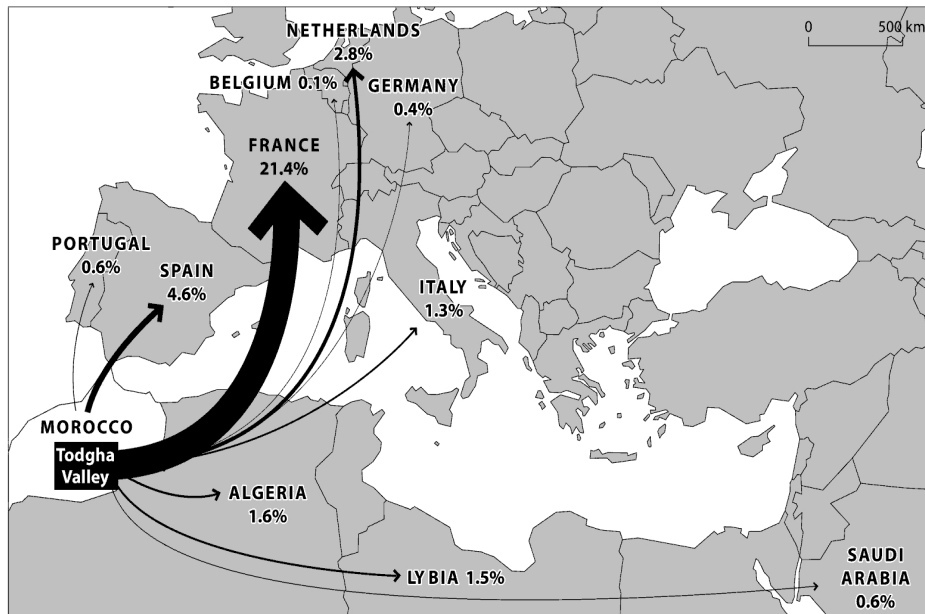 NETHERLANDS
2.8%
0 500 km
BELGIUM 0.1%
GERMANY
0.4%
FRANCE
21.4%
PORTUGAL
0.6%
SPAIN
4.6%
ITALY
1.3%
MOROCCO
Todgha
Valley
ALGERIA
1.6%
LYBIA 1.5%
SAUDI
ARABIA
0.6%